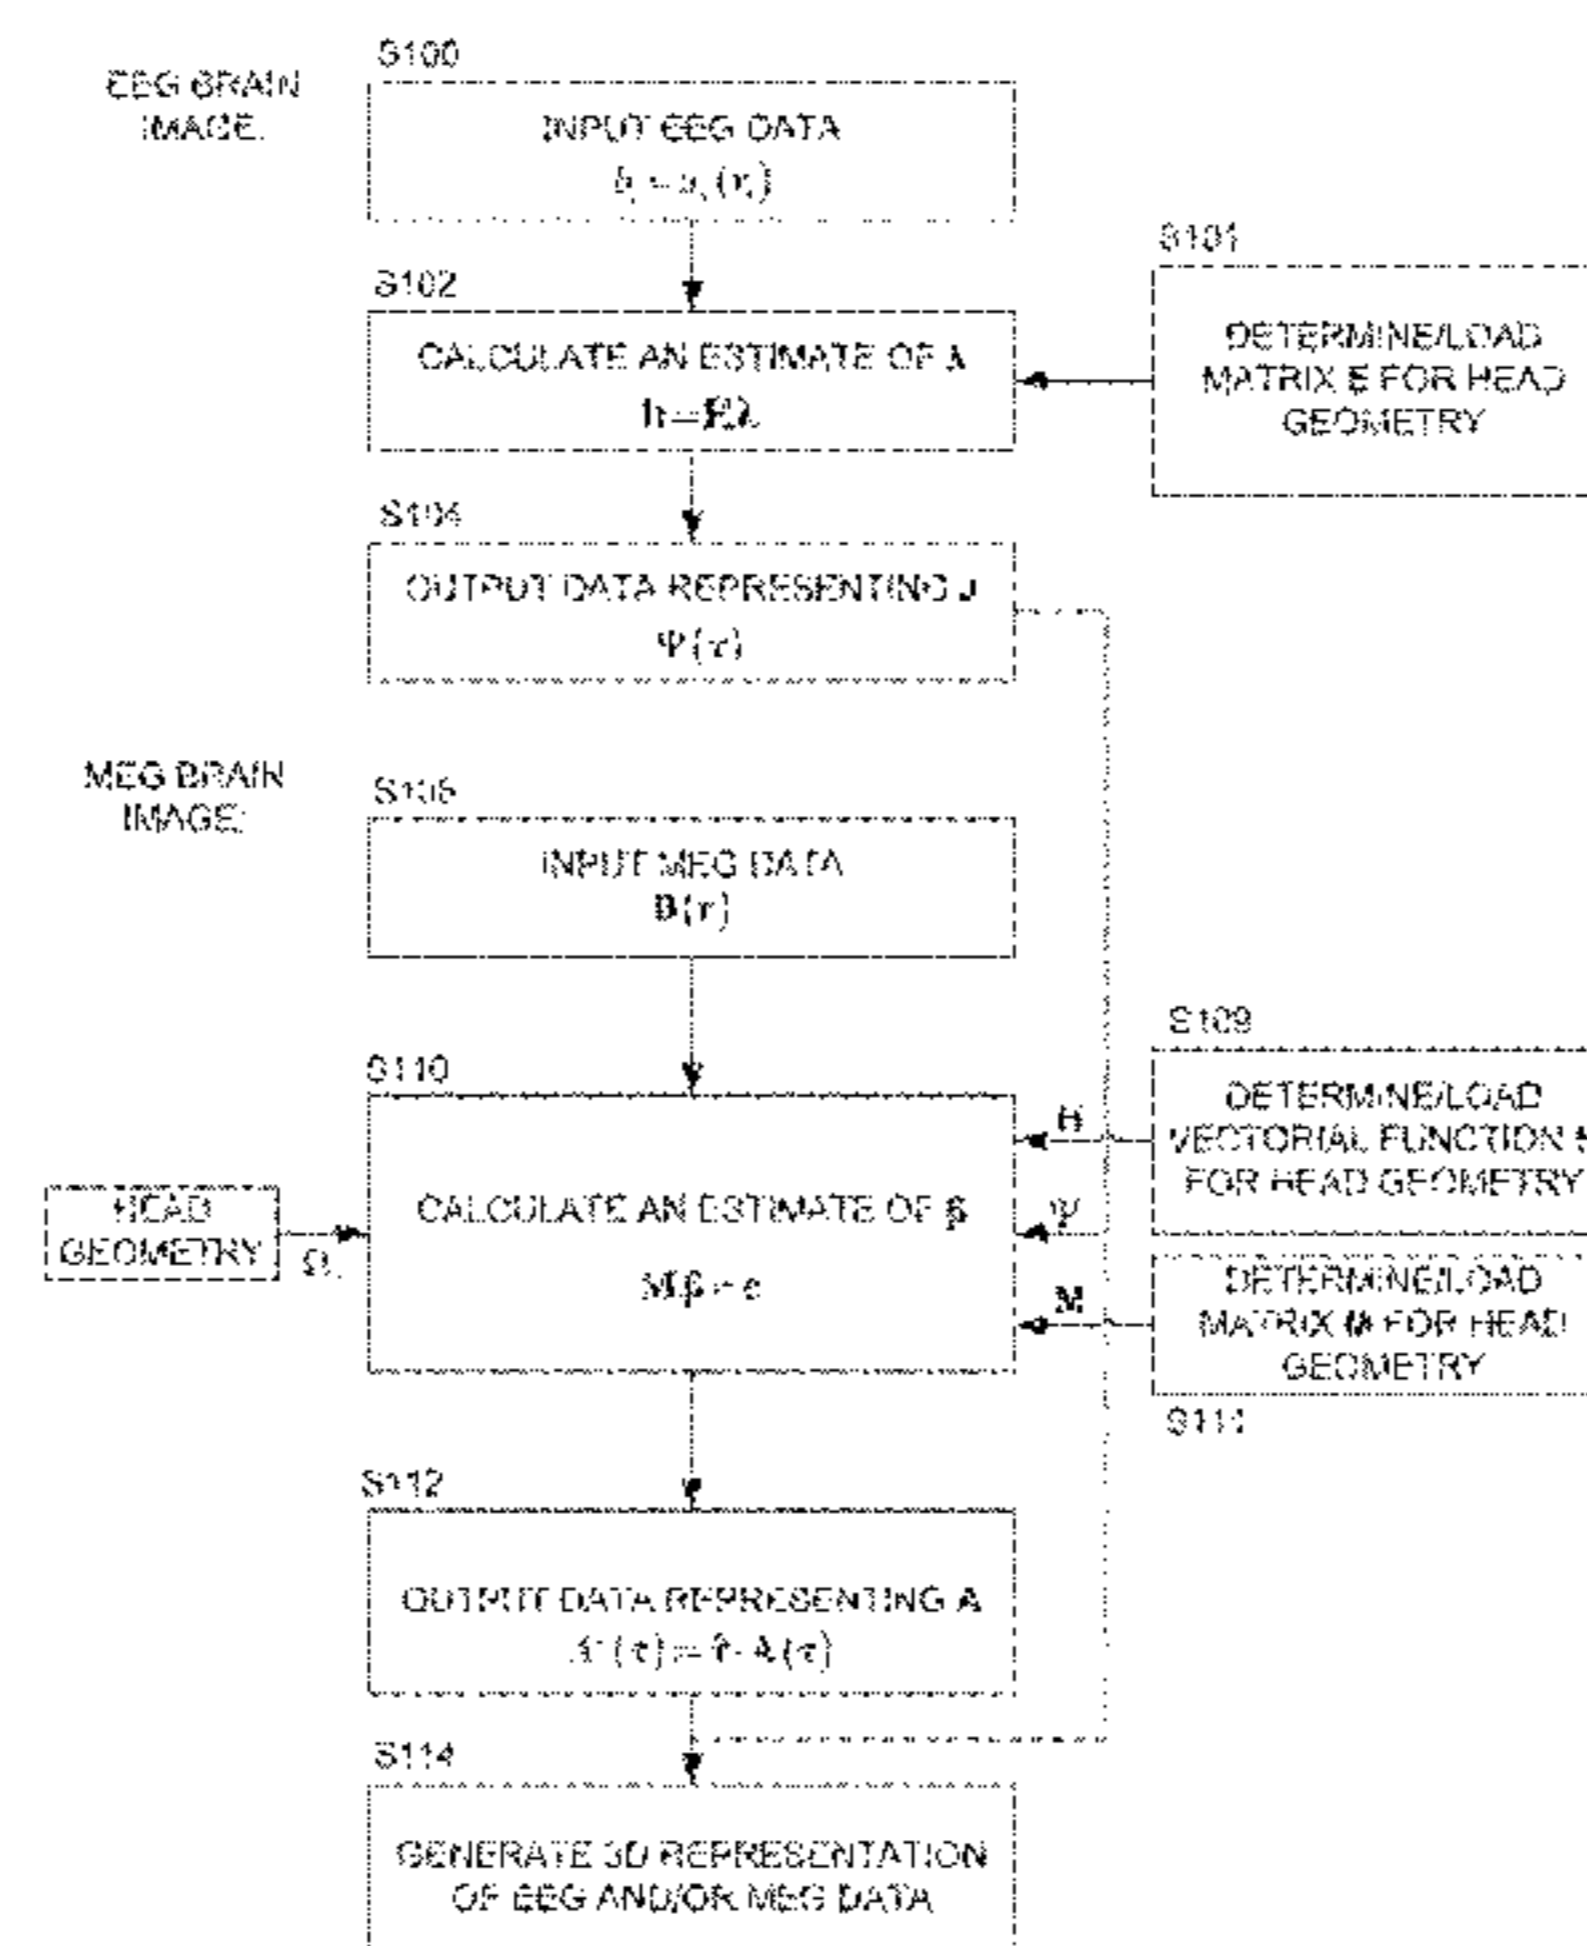 EEG BRAIN
IMAGE:
S100
INPUT EEG DATA
S101
DETERMINE/LOAD
MATRIX E FOR HEAD
GEOMETRY
S102
CALCULATE AN ESTIMATE OF λ
S104
OUTPUT DATA REPRESENTING J
Ψ(τ)
MEG BRAIN
IMAGE:
INPUT MEG DATA
B(r)
S109
DETERMINE/LOAD
VECTORIAL FUNCTION
FOR HEAD GEOMETRY
S110
H
CALCULATE AN ESTIMATE OF β
Ψ
HEAD
GEOMETRY
Mβ = c
M
DETERMINE/LOAD
MATRIX M FOR HEAD
GEOMETRY
S111
S112
OUTPUT DATA REPRESENTING A
S114
GENERATE 3D REPRESENTATION
OF EEG AND/OR MEG DATA